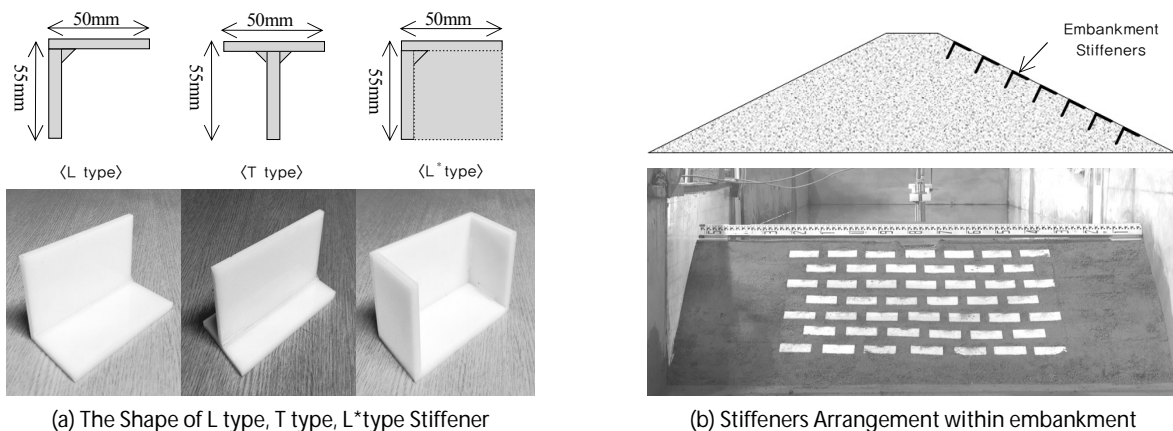 50mm
50mm
50mm
55mm
55mm
55mm
〈L type〉
〈T type〉
〈L* type〉
Embankment
Stiffeners
(a) The Shape of L type, T type, L*type Stiffener
(b) Stiffeners Arrangement within embankment